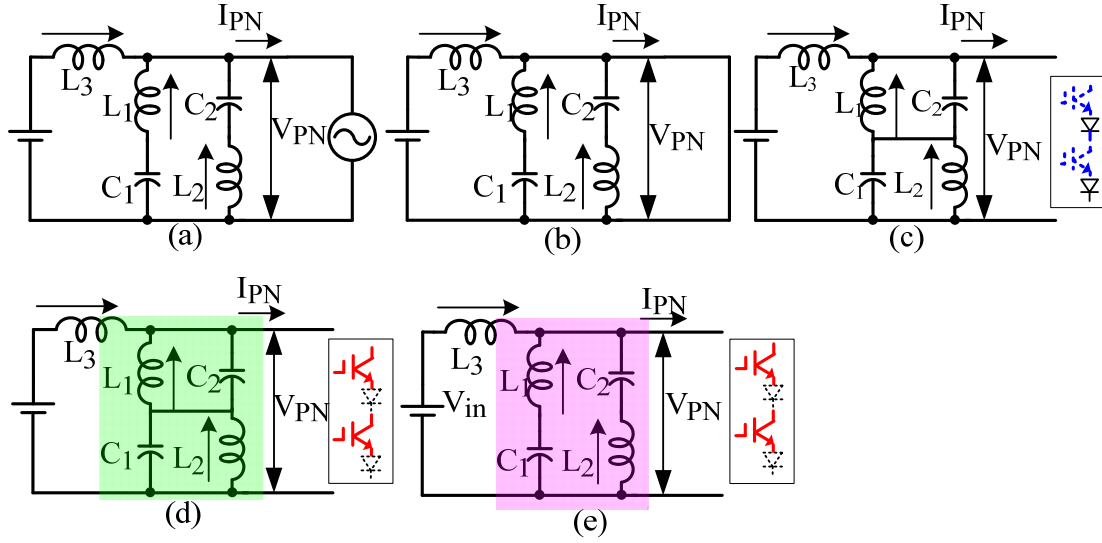 I_PN
L_3
L_1
C_2
V_PN
C_1
L_2
(a)
I_PN
L_3
L_1
C_2
V_PN
C_1
L_2
(b)
I_PN
L_3
L_1
C_2
V_PN
C_1
L_2
(c)
I_PN
L_3
L_1
C_2
V_PN
C_1
L_2
(d)
I_PN
L_3
V_in
L_1
C_2
V_PN
C_1
L_2
(e)